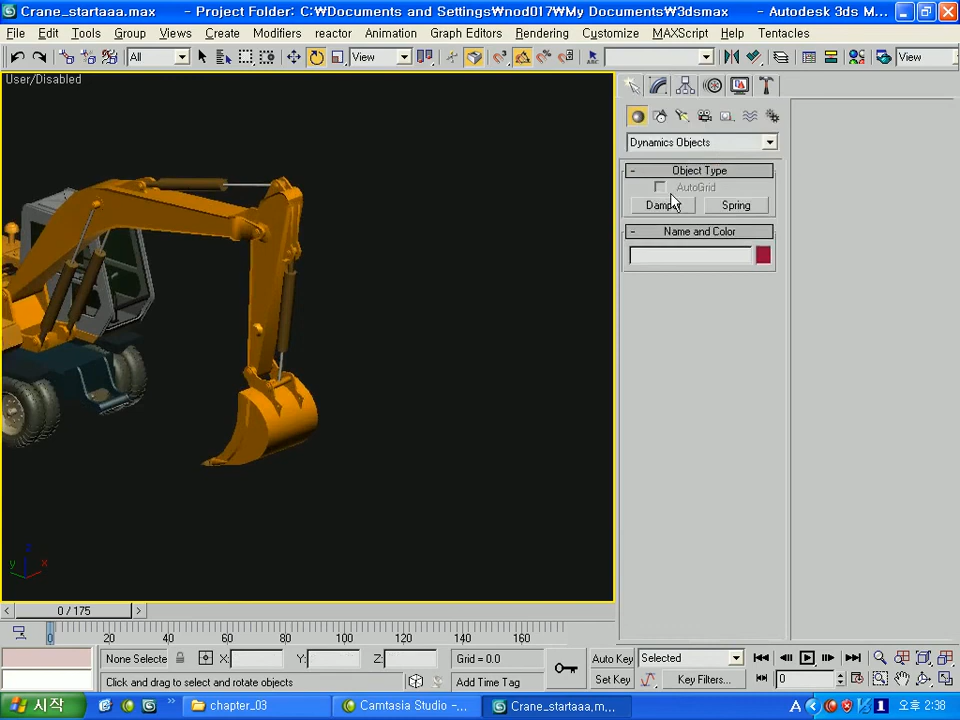 Crane_startaaa.max - Project Folder: C:₩Documents and Settings₩nod017₩My Documents₩3dsmax - Autodesk 3ds M...
File Edit Tools Group Views Create Modifiers reactor Animation Graph Editors Rendering Customize MAXScript Help Tentacles
All View View
User/Disabled
Dynamics Objects
- Object Type
AutoGrid
Spring
- Name and Color
z
y x
< 0 / 175 >
0 20 40 60 80 100 120 140 160
None Selecte X: Y: Z: Grid = 0.0 Auto Key Selected
Click and drag to select and rotate objects Add Time Tag Set Key Key Filters... 0
시작 chapter_03 Camtasia Studio -... Crane_startaaa.m... A 오후 2:38